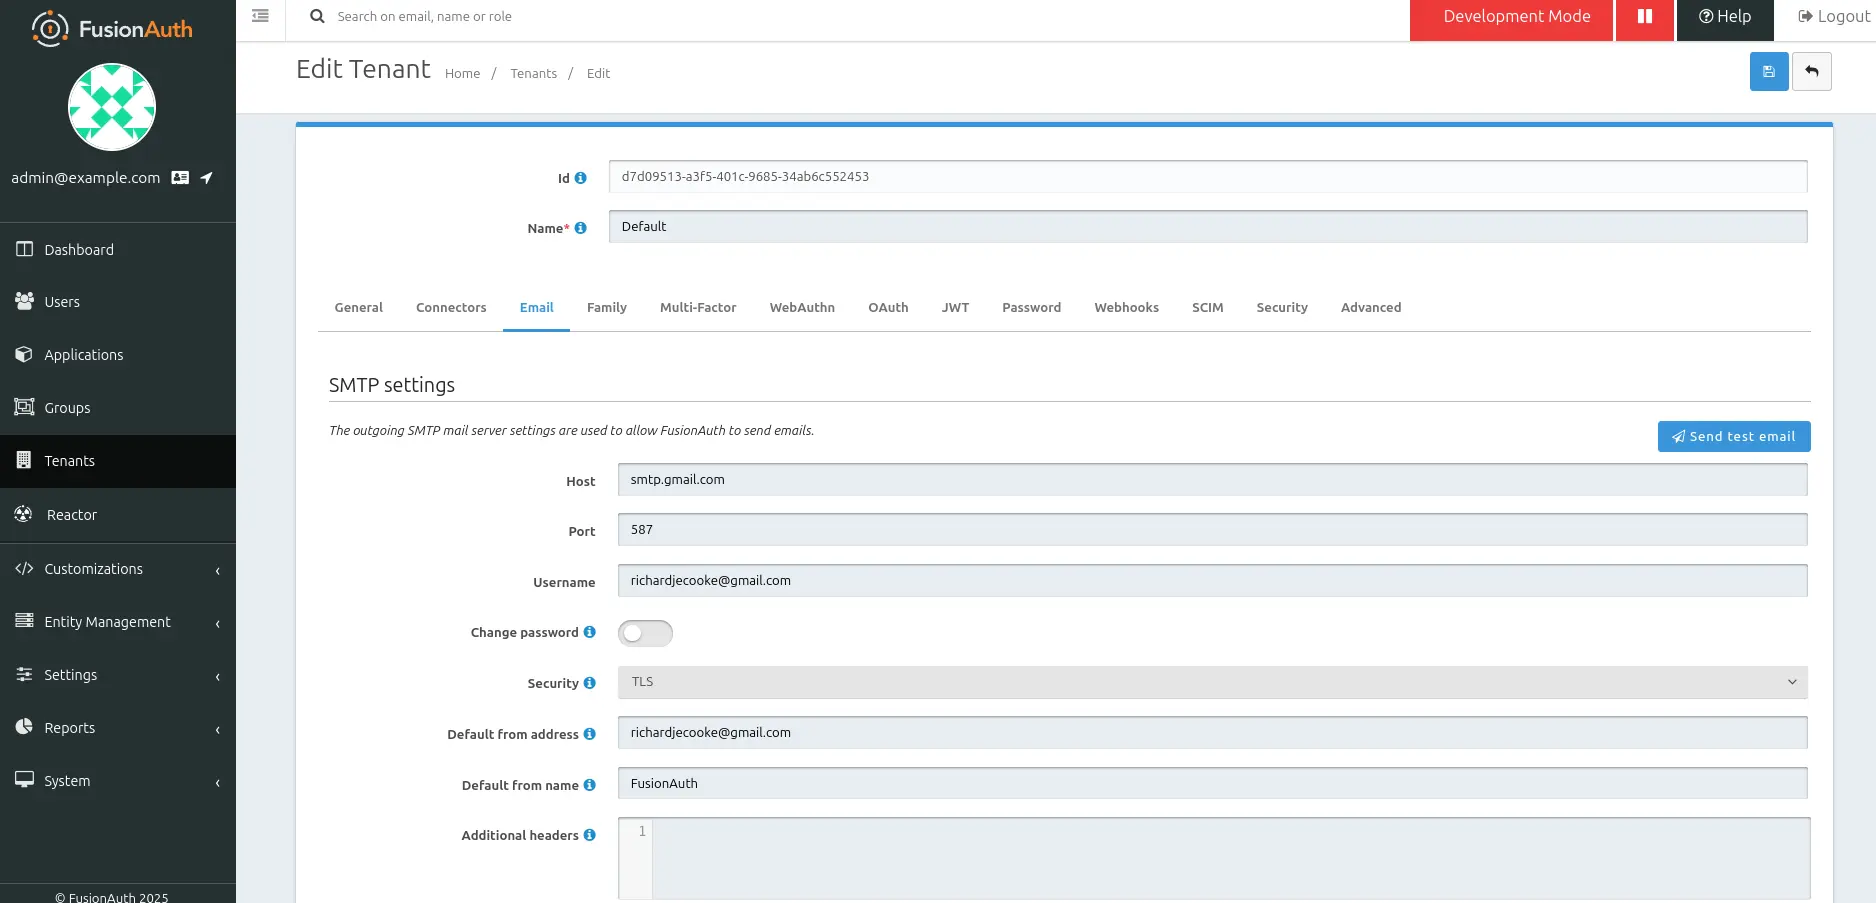 FusionAuth
Search on email, name or role
Development Mode
Help
Logout
Edit Tenant
Home / Tenants / Edit
admin@example.com
Dashboard
Users
Applications
Groups
Tenants
Reactor
Customizations
Entity Management
Settings
Reports
System
© FusionAuth 2025
Id
d7d09513-a3f5-401c-9685-34ab6c552453
Name*
Default
General Connectors Email Family Multi-Factor WebAuthn OAuth JWT Password Webhooks SCIM Security Advanced
SMTP settings
The outgoing SMTP mail server settings are used to allow FusionAuth to send emails.
Send test email
Host
smtp.gmail.com
Port
587
Username
richardjecooke@gmail.com
Change password
Security
TLS
Default from address
richardjecooke@gmail.com
Default from name
FusionAuth
Additional headers
1